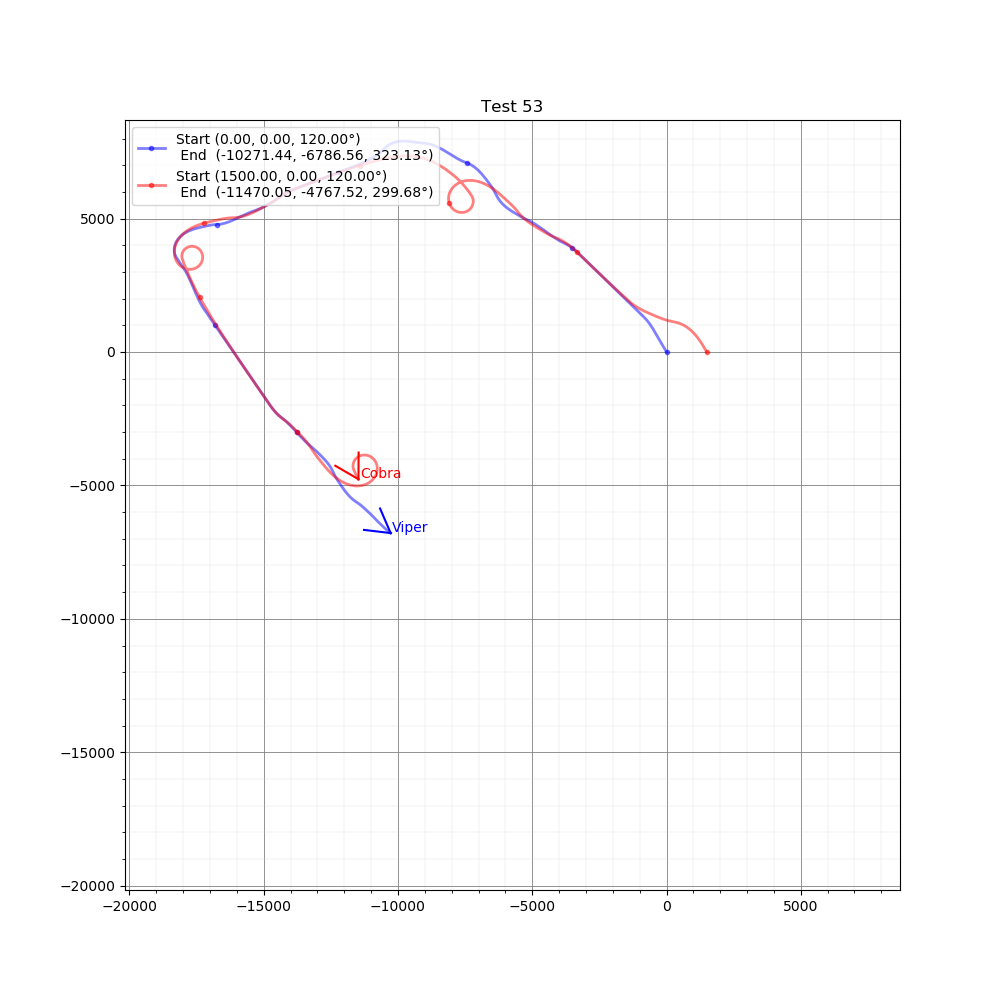 Test 53
Start (0.00, 0.00, 120.00°)
End  (-10271.44, -6786.56, 323.13°)
Start (1500.00, 0.00, 120.00°)
End  (-11470.05, -4767.52, 299.68°)
5000
0
−5000
−10000
−15000
−20000
Cobra
Viper
−20000 −15000 −10000 −5000 0 5000